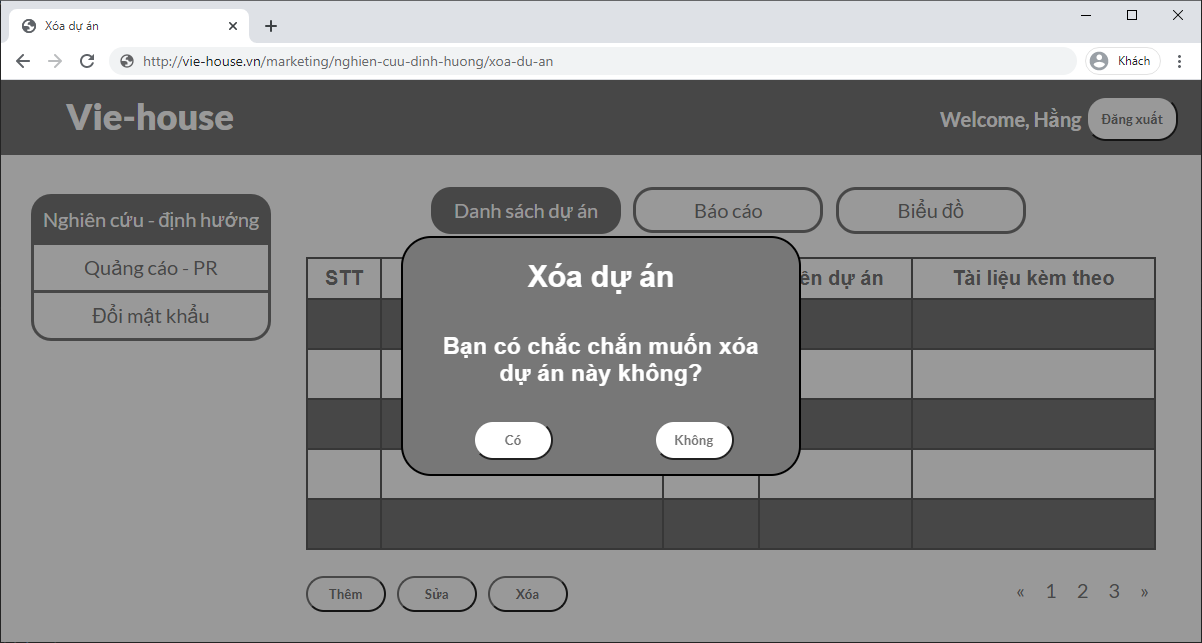 Xóa dự án
http://vie-house.vn/marketing/nghien-cuu-dinh-huong/xoa-du-an
Khách
Vie-house
Welcome, Hằng
Đăng xuất
Nghiên cứu - định hướng
Quảng cáo - PR
Đổi mật khẩu
Danh sách dự án
Báo cáo
Biểu đồ
STT
ên dự án
Tài liệu kèm theo
Xóa dự án
Bạn có chắc chắn muốn xóa
dự án này không?
Có
Không
Thêm
Sửa
Xóa
« 1 2 3 »